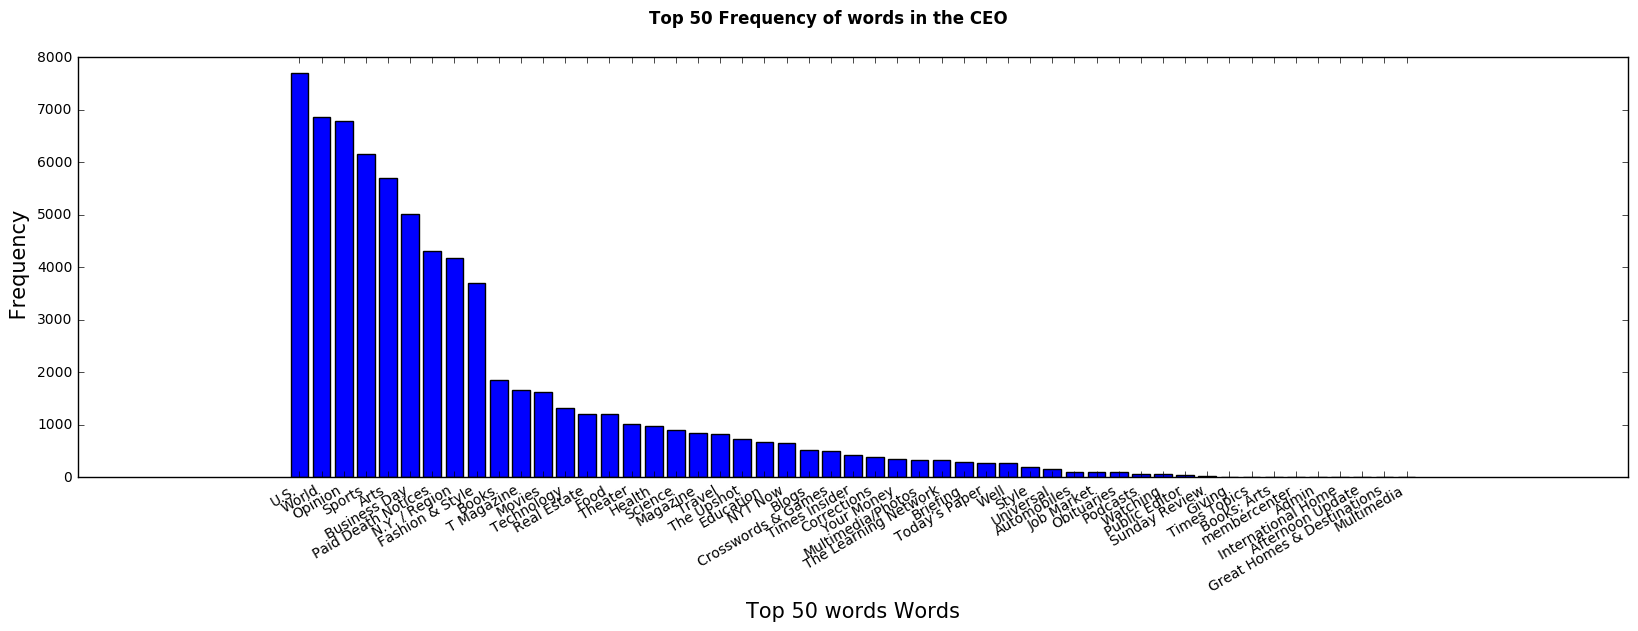 Top 50 Frequency of words in the CEO
8000
7000
6000
5000
4000
3000
2000
1000
0
Frequency
U.S.
World
Opinion
Sports
Arts
Business Day
Paid Death Notices
N.Y. / Region
Fashion & Style
Books
T Magazine
Movies
Technology
Real Estate
Food
Theater
Health
Science
Magazine
Travel
The Upshot
Education
NYT Now
Blogs
Crosswords & Games
Times Insider
Corrections
Your Money
Multimedia/Photos
The Learning Network
Briefing
Today's Paper
Well
Style
Universal
Automobiles
Job Market
Obituaries
Podcasts
Watching
Public Editor
Sunday Review
Giving
Times Topics
Books; Arts
membercenter
Admin
International Home
Afternoon Update
Great Homes & Destinations
Multimedia
Top 50 words Words